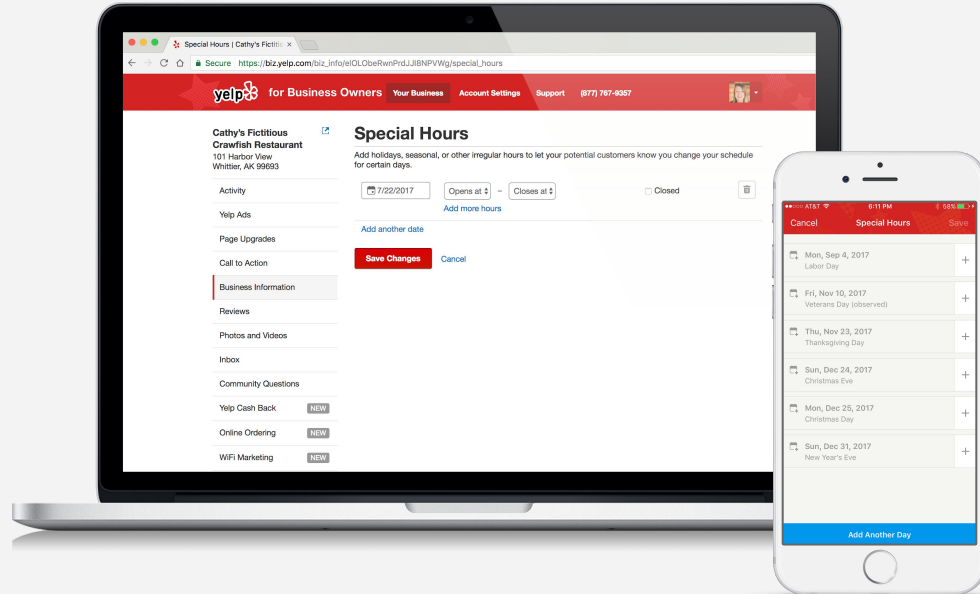 Special Hours | Cathy's Fictitio ×
Secure https://biz.yelp.com/biz_info/elOLObeRwnPrdJJl8NPVWg/special_hours
yelp for Business Owners Your Business Account Settings Support (877) 767-9357
Cathy's Fictitious
Crawfish Restaurant
101 Harbor View
Whittier, AK 99693
Activity
Yelp Ads
Page Upgrades
Call to Action
Business Information
Reviews
Photos and Videos
Inbox
Community Questions
Yelp Cash Back NEW
Online Ordering NEW
WiFi Marketing NEW
Special Hours
Add holidays, seasonal, or other irregular hours to let your potential customers know you change your schedule
for certain days.
7/22/2017 Opens at – Closes at Closed
Add more hours
Add another date
Save Changes Cancel
AT&T 6:11 PM 58%
Cancel Special Hours Save
Mon, Sep 4, 2017
Labor Day
+
Fri, Nov 10, 2017
Veterans Day (observed)
+
Thu, Nov 23, 2017
Thanksgiving Day
+
Sun, Dec 24, 2017
Christmas Eve
+
Mon, Dec 25, 2017
Christmas Day
+
Sun, Dec 31, 2017
New Year's Eve
+
Add Another Day